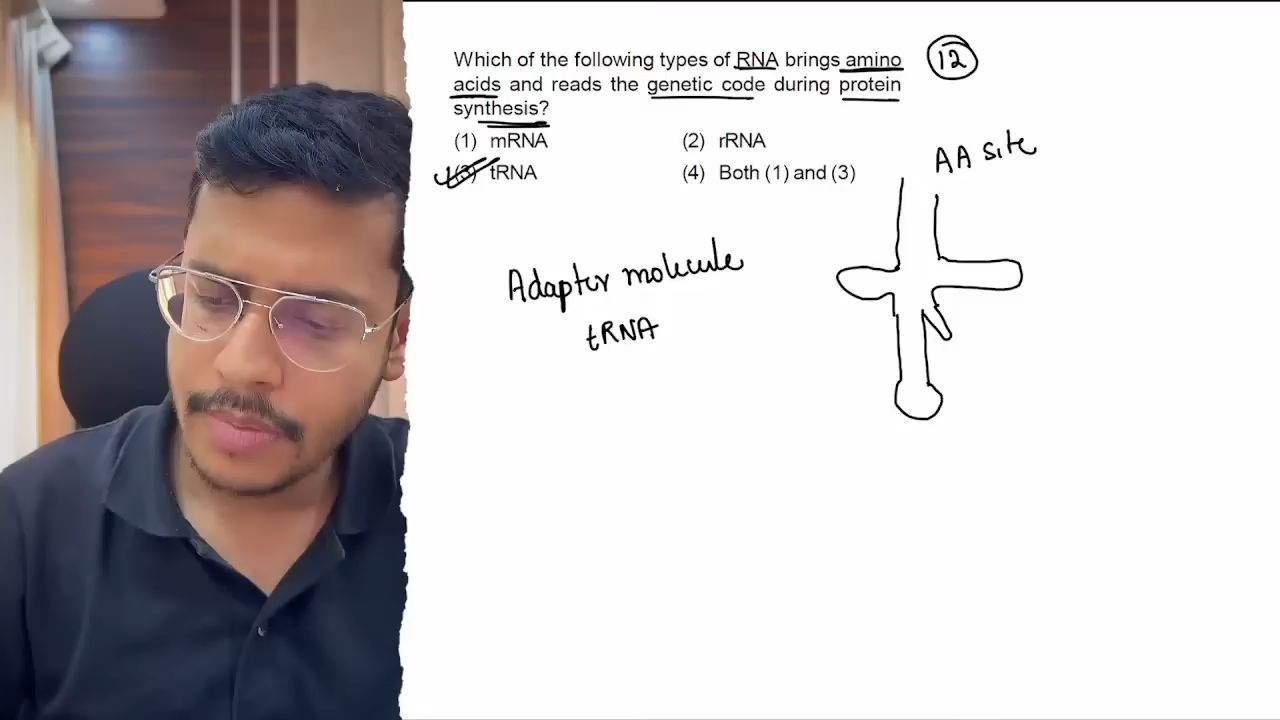 Which of the following types of RNA brings amino
acids and reads the genetic code during protein
synthesis?
(1) mRNA
(2) rRNA
(3) tRNA
(4) Both (1) and (3)
12
AA site
Adapter molecule
tRNA